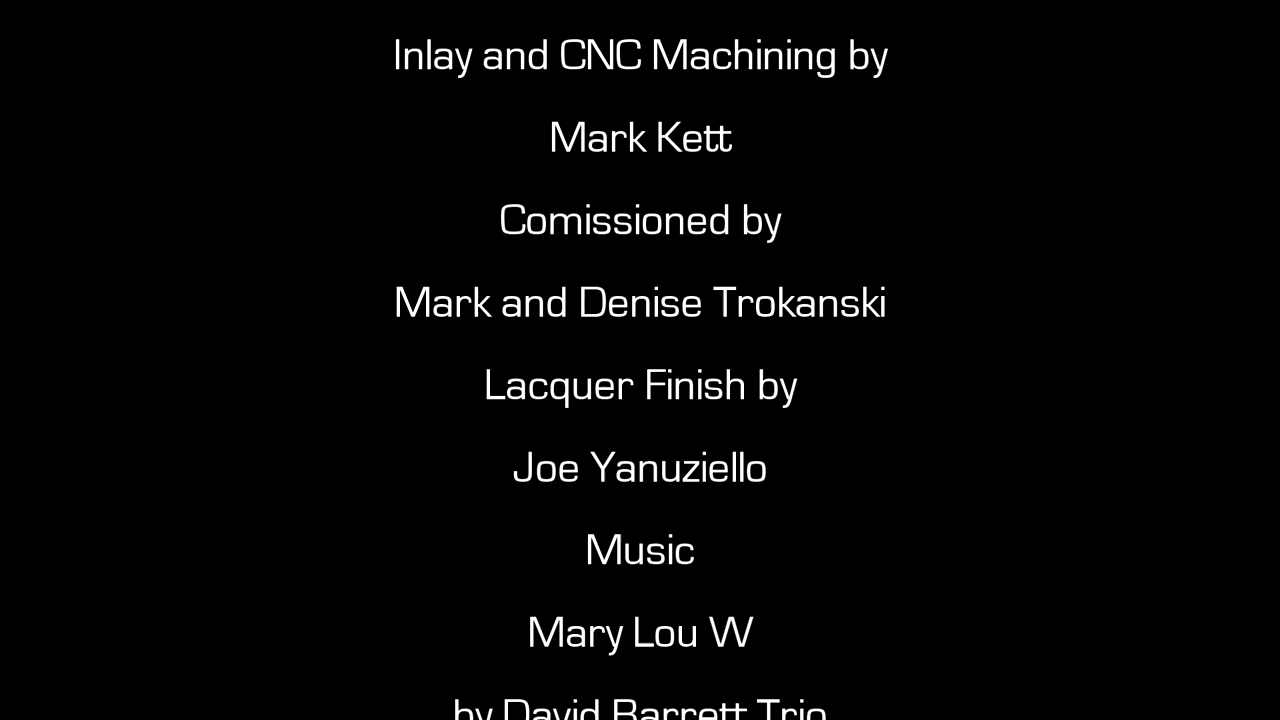 Inlay and CNC Machining by
Mark Kett
Comissioned by
Mark and Denise Trokanski
Lacquer Finish by
Joe Yanuziello
Music
Mary Lou W
by David Barrett Trio